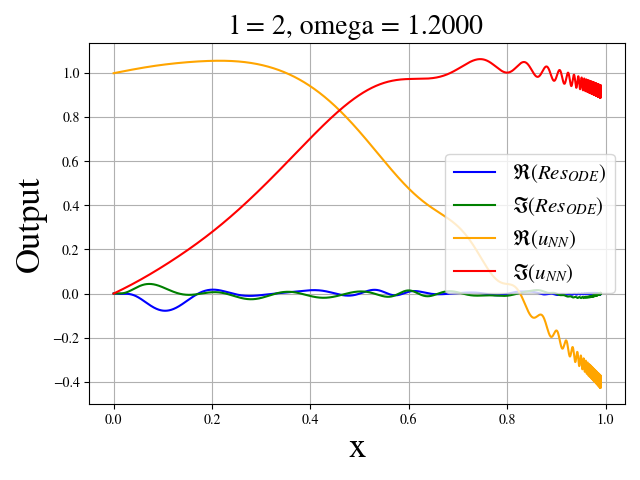 l = 2, omega = 1.2000
Output
1.0
0.8
0.6
0.4
0.2
0.0
−0.2
−0.4
ℜ(Res_ODE)
ℑ(Res_ODE)
ℜ(u_NN)
ℑ(u_NN)
0.0 0.2 0.4 0.6 0.8 1.0
x